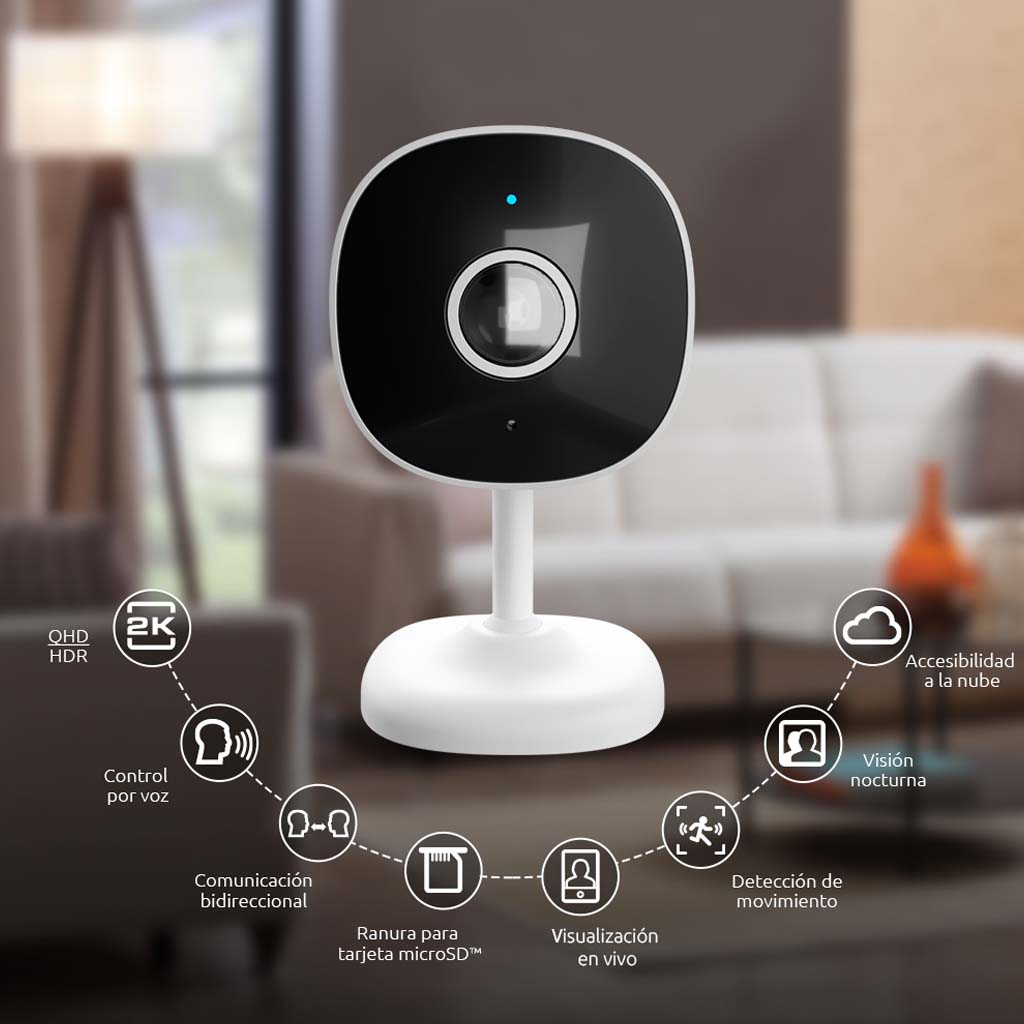 2K
QHD
HDR
Control
por voz
Comunicación
bidireccional
Ranura para
tarjeta microSD™
Visualización
en vivo
Detección de
movimiento
Visión
nocturna
Accesibilidad
a la nube